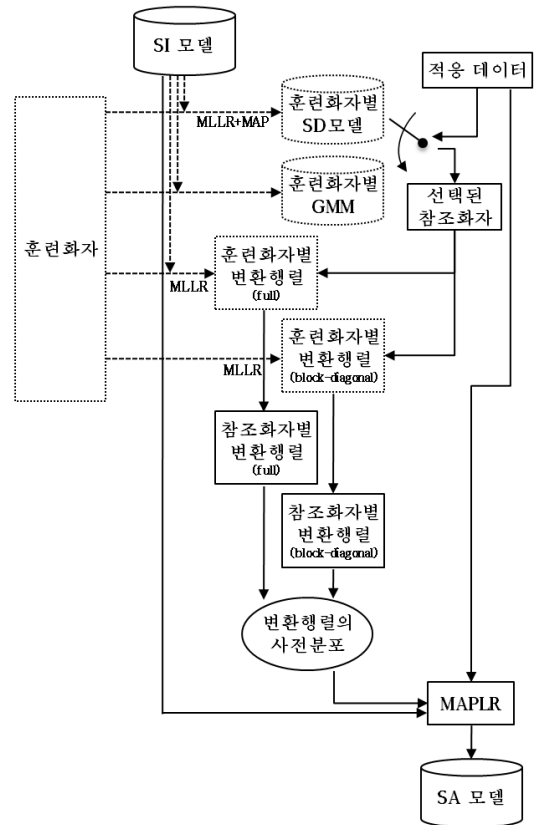 SI 모델
적응 데이터
훈련화자별
SD모델
MLLR+MAP
훈련화자별
GMM
선택된
참조화자
훈련화자
훈련화자별
변환행렬
(full)
MLLR
훈련화자별
변환행렬
(block-diagonal)
MLLR
참조화자별
변환행렬
(full)
참조화자별
변환행렬
(block-diagonal)
변환행렬의
사전분포
MAPLR
SA 모델